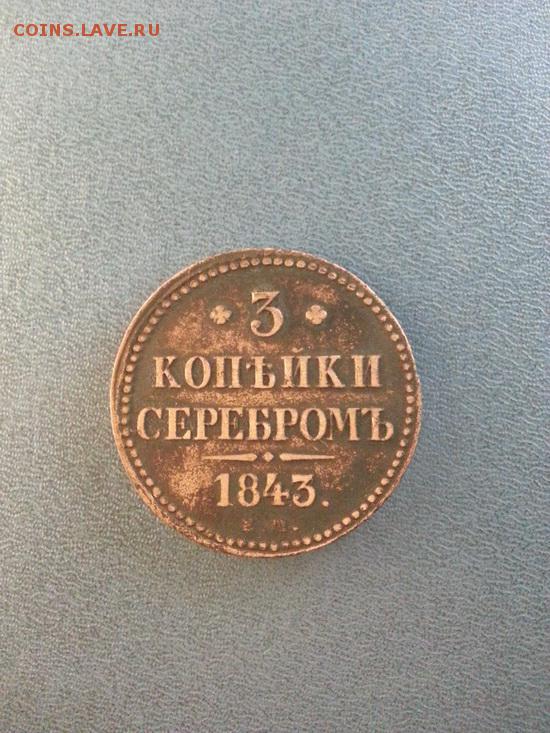 COINS.LAVE.RU
3
КОПѢЙКИ
СЕРЕБРОМЪ
1843.
Е.М.